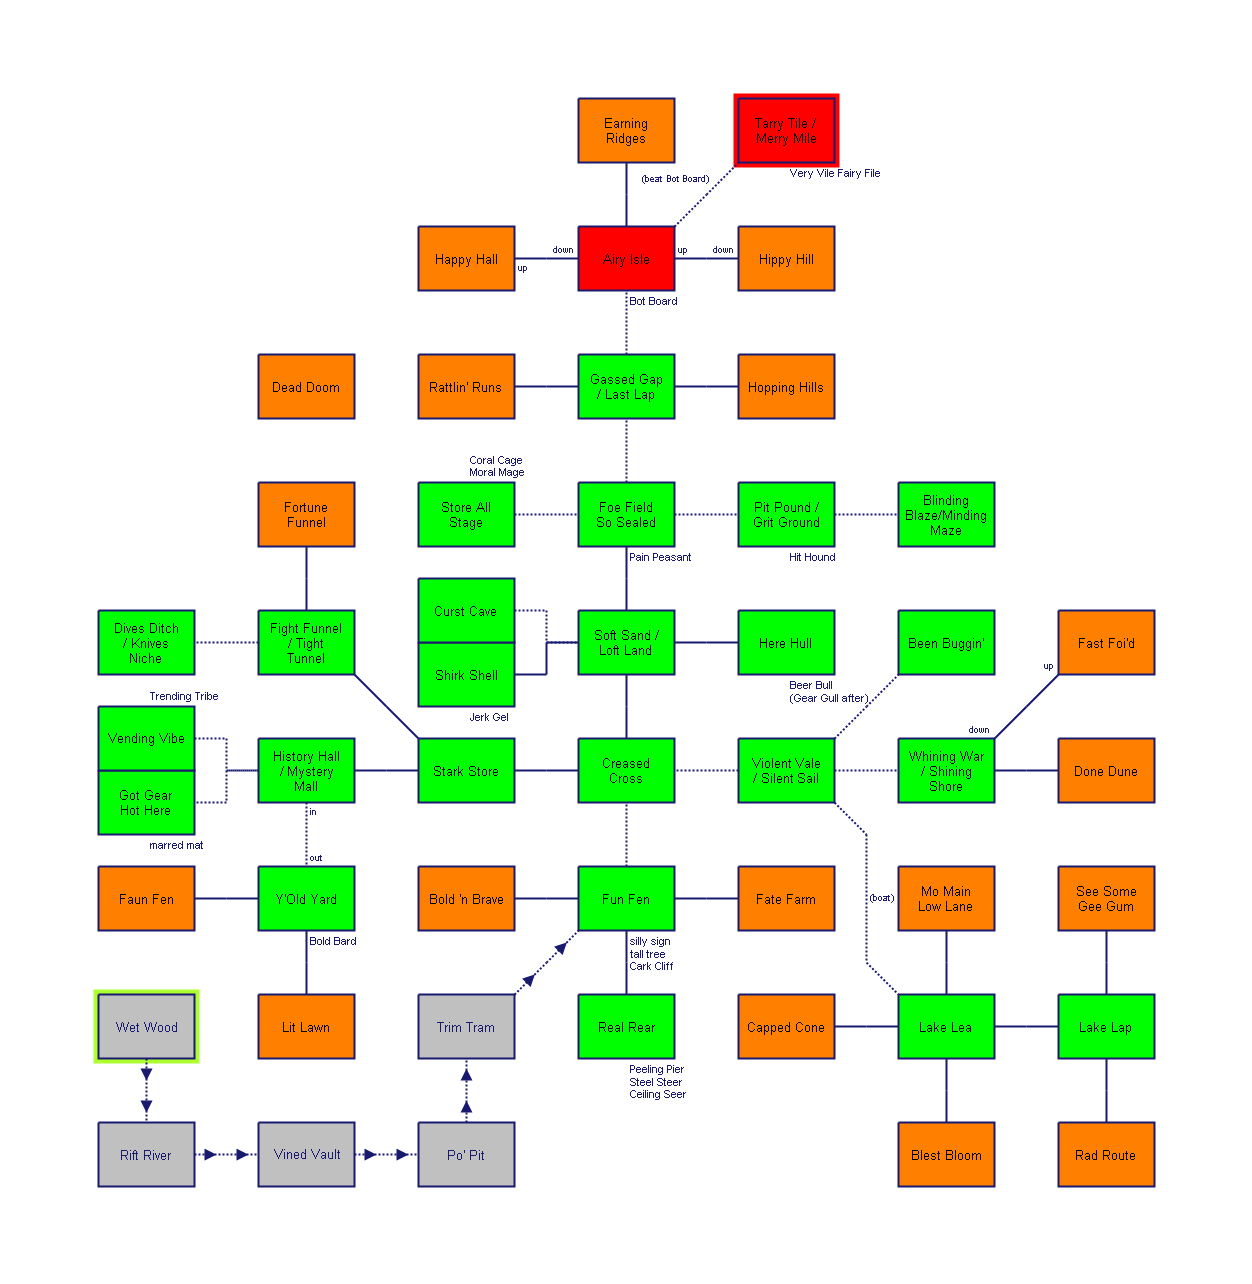 Earning
Ridges
Tarry Tile /
Merry Mile
(beat Bot Board)
Very Vile Fairy File
Happy Hall
down
up
Airy Isle
up
down
Hippy Hill
Bot Board
Dead Doom
Rattlin' Runs
Gassed Gap
/ Last Lap
Hopping Hills
Coral Cage
Moral Mage
Fortune
Funnel
Store All
Stage
Foe Field
So Sealed
Pit Pound /
Grit Ground
Blinding
Blaze/Minding
Maze
Pain Peasant
Hit Hound
Dives Ditch
/ Knives
Niche
Fight Funnel
/ Tight
Tunnel
Curst Cave
Shirk Shell
Soft Sand /
Loft Land
Here Hull
Been Buggin'
Fast Foi'd
up
Beer Bull
(Gear Gull after)
Trending Tribe
Jerk Gel
down
Vending Vibe
Got Gear
Hot Here
History Hall
/ Mystery
Mall
Stark Store
Creased
Cross
Violent Vale
/ Silent Sail
Whining War
/ Shining
Shore
Done Dune
in
marred mat
out
Faun Fen
Y'Old Yard
Bold 'n Brave
Fun Fen
Fate Farm
(boat)
Mo Main
Low Lane
See Some
Gee Gum
Bold Bard
silly sign
tall tree
Cark Cliff
Wet Wood
Lit Lawn
Trim Tram
Real Rear
Capped Cone
Lake Lea
Lake Lap
Peeling Pier
Steel Steer
Ceiling Seer
Rift River
Vined Vault
Po' Pit
Blest Bloom
Rad Route